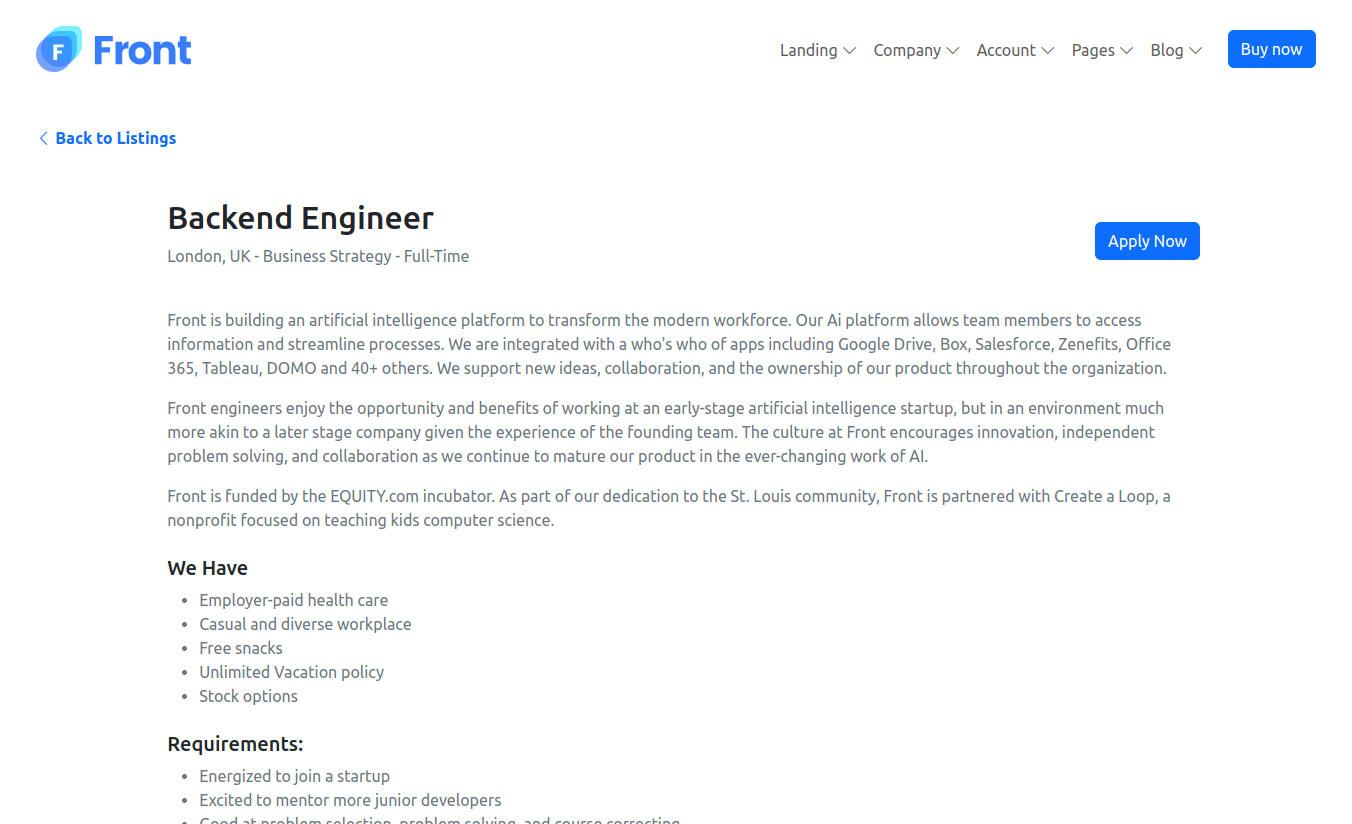 F Front
Landing Company Account Pages Blog Buy now
Back to Listings
Backend Engineer
London, UK - Business Strategy - Full-Time
Apply Now
Front is building an artificial intelligence platform to transform the modern workforce. Our Ai platform allows team members to access
information and streamline processes. We are integrated with a who's who of apps including Google Drive, Box, Salesforce, Zenefits, Office
365, Tableau, DOMO and 40+ others. We support new ideas, collaboration, and the ownership of our product throughout the organization.
Front engineers enjoy the opportunity and benefits of working at an early-stage artificial intelligence startup, but in an environment much
more akin to a later stage company given the experience of the founding team. The culture at Front encourages innovation, independent
problem solving, and collaboration as we continue to mature our product in the ever-changing work of AI.
Front is funded by the EQUITY.com incubator. As part of our dedication to the St. Louis community, Front is partnered with Create a Loop, a
nonprofit focused on teaching kids computer science.
We Have
• Employer-paid health care
• Casual and diverse workplace
• Free snacks
• Unlimited Vacation policy
• Stock options
Requirements:
• Energized to join a startup
• Excited to mentor more junior developers
• Good at problem selection, problem solving, and course correcting